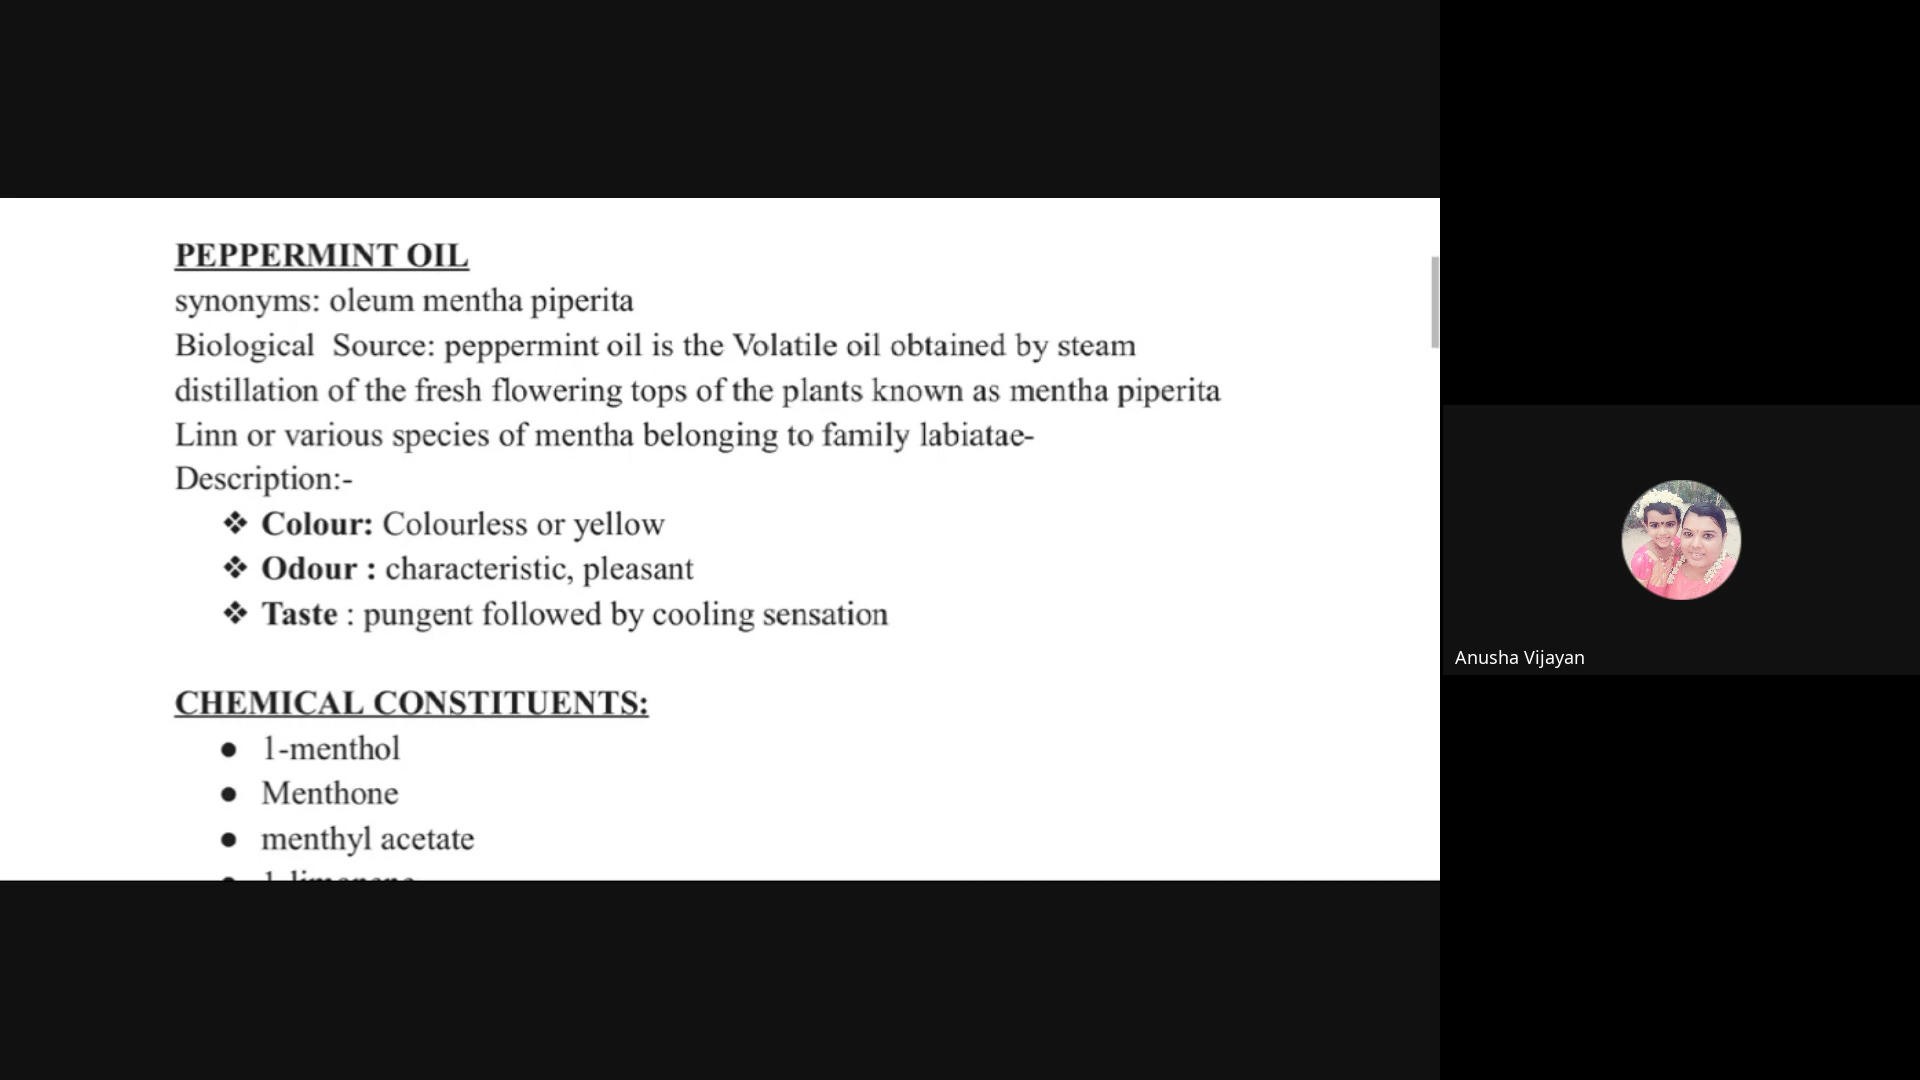 PEPPERMINT OIL
synonyms: oleum mentha piperita
Biological Source: peppermint oil is the Volatile oil obtained by steam
distillation of the fresh flowering tops of the plants known as mentha piperita
Linn or various species of mentha belonging to family labiatae-
Description:-
❖ Colour: Colourless or yellow
❖ Odour : characteristic, pleasant
❖ Taste : pungent followed by cooling sensation
CHEMICAL CONSTITUENTS:
● 1-menthol
● Menthone
● menthyl acetate
● 1-limonene
Anusha Vijayan